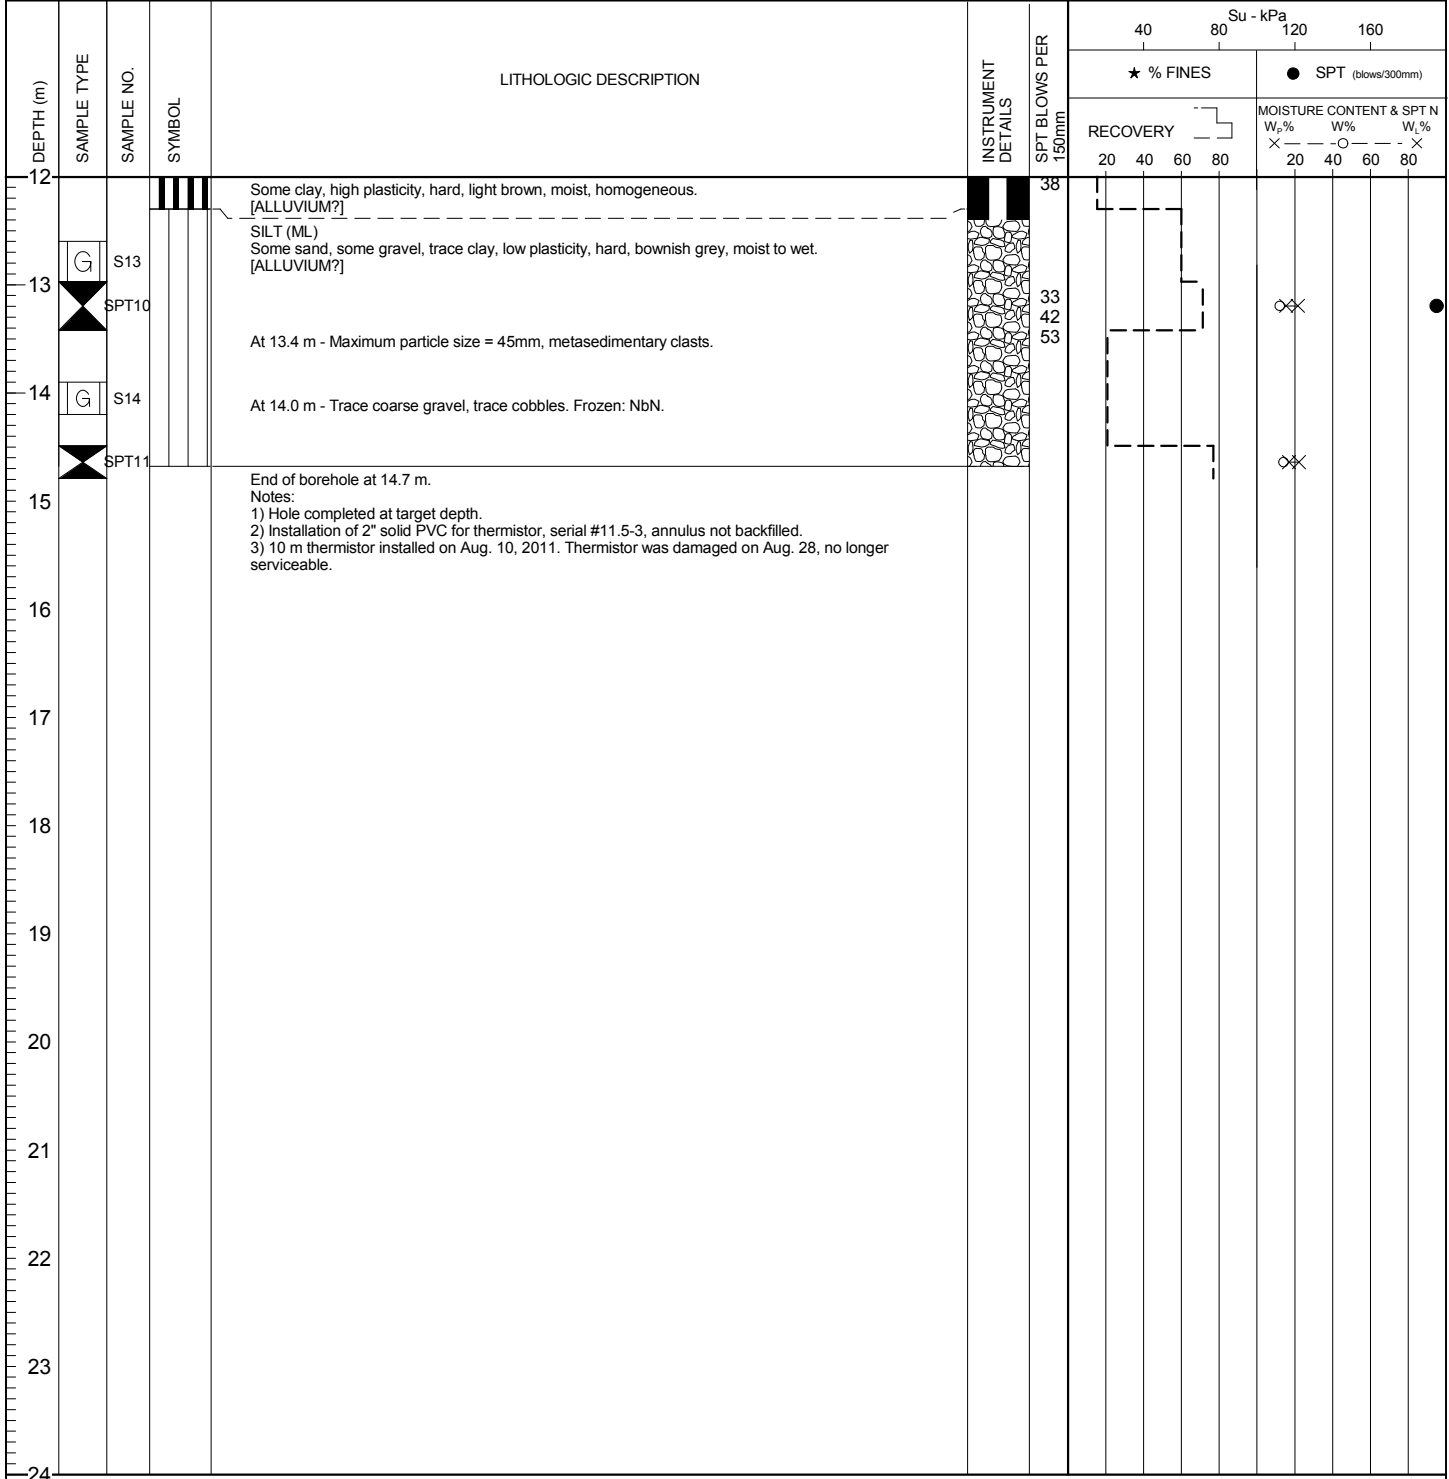 DEPTH (m)
SAMPLE TYPE
SAMPLE NO.
SYMBOL
LITHOLOGIC DESCRIPTION
INSTRUMENT
DETAILS
SPT BLOWS PER
150mm
Su - kPa
40 80 120 160
★ % FINES
● SPT (blows/300mm)
RECOVERY
MOISTURE CONTENT & SPT N
WP% W% WL%
20 40 60 80
20 40 60 80
12
Some clay, high plasticity, hard, light brown, moist, homogeneous.
[ALLUVIUM?]
38
SILT (ML)
Some sand, some gravel, trace clay, low plasticity, hard, bownish grey, moist to wet.
[ALLUVIUM?]
G S13
13
SPT10
33
42
53
At 13.4 m - Maximum particle size = 45mm, metasedimentary clasts.
14
G S14
At 14.0 m - Trace coarse gravel, trace cobbles. Frozen: NbN.
SPT11
End of borehole at 14.7 m.
Notes:
15
1) Hole completed at target depth.
2) Installation of 2" solid PVC for thermistor, serial #11.5-3, annulus not backfilled.
3) 10 m thermistor installed on Aug. 10, 2011. Thermistor was damaged on Aug. 28, no longer
serviceable.
16
17
18
19
20
21
22
23
24